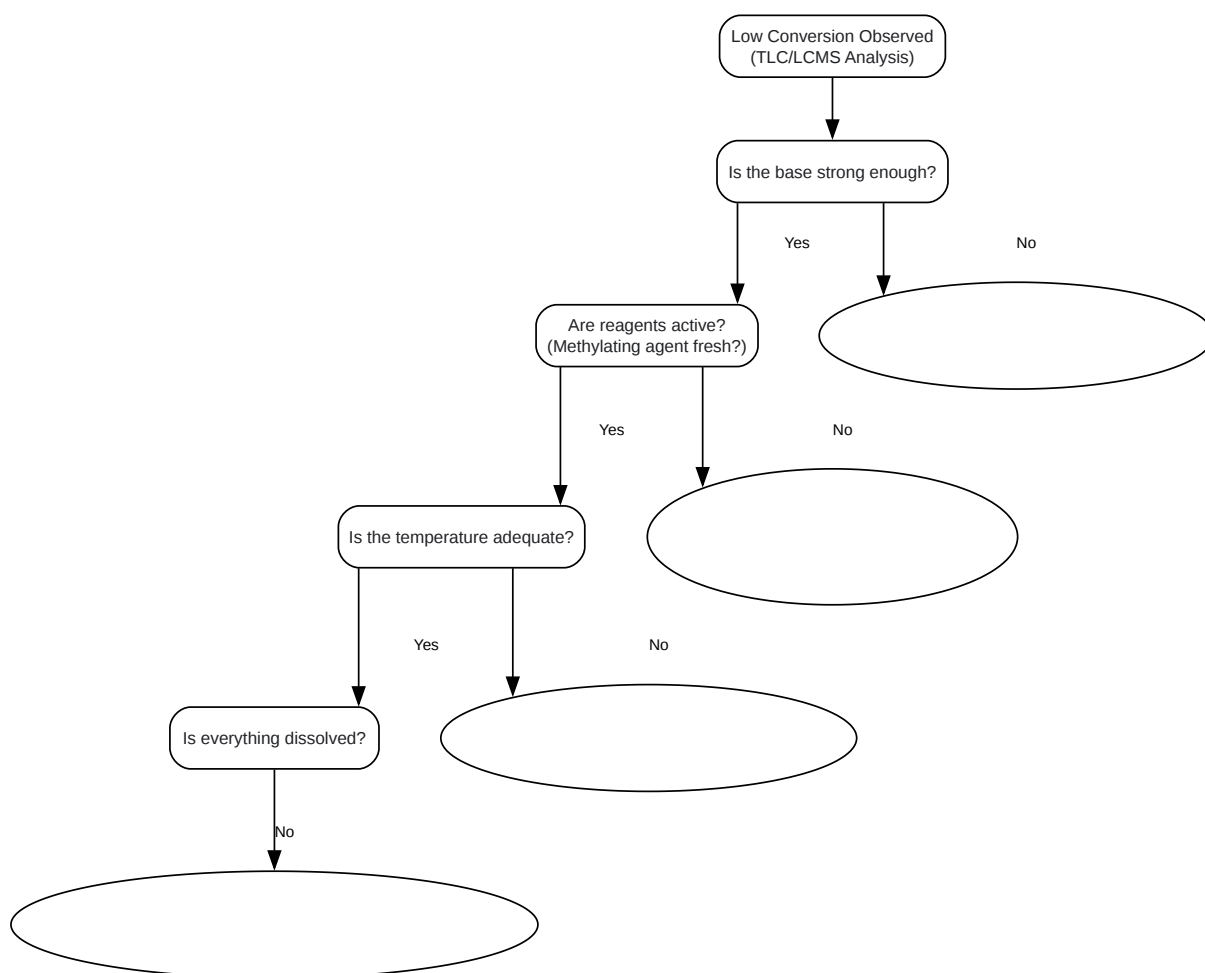 Low Conversion Observed
(TLC/LCMS Analysis)
Is the base strong enough?
Yes
No
Are reagents active?
(Methylating agent fresh?)
Yes
No
Is the temperature adequate?
Yes
No
Is everything dissolved?
No